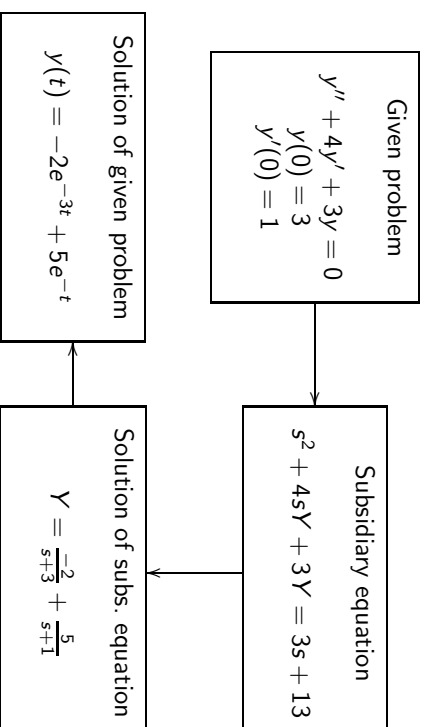 Given problem
y″ + 4y′ + 3y = 0
y(0) = 3
y′(0) = 1
Subsidiary equation
s² + 4sY + 3Y = 3s + 13
Solution of given problem
y(t) = −2e⁻³ᵗ + 5e⁻ᵗ
Solution of subs. equation
Y = −2/s+3 + 5/s+1